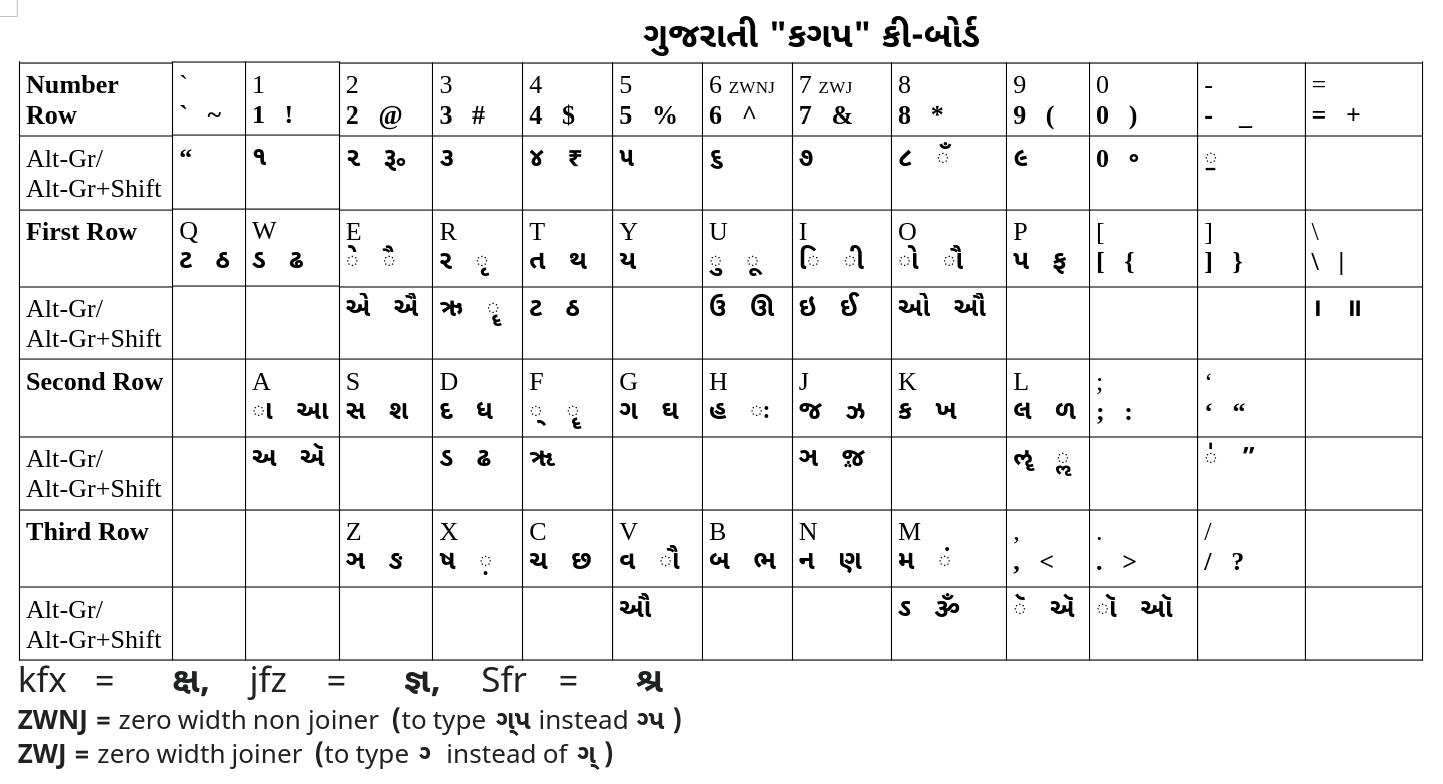 ગુજરાતી "કગપ" કી-બોર્ડ
Number ` 1 2 3 4 5 6 ZWNJ 7 ZWJ 8 9 0 - =
Row ` ~ 1 ! 2 @ 3 # 4 $ 5 % 6 ^ 7 & 8 * 9 ( 0 ) - _ = +
Alt-Gr/ “ ૧ ૨ ૱ ૩ ૪ ₹ ૫ ૬ ૭ ૮ ઁ ૯ 0 ૰ ॒
Alt-Gr+Shift
First Row Q W E R T Y U I O P [ ] \
ટ ઠ ડ ઢ ે ૈ ર ૃ ત થ ય ુ ૂ િ ી ો ૌ પ ફ [ { ] } \ |
Alt-Gr/ એ ઐ ઋ ૄ ટ ઠ ઉ ઊ ઇ ઈ ઓ ઔ । ॥
Alt-Gr+Shift
Second Row A S D F G H J K L ; ‘
ા આ સ શ દ ધ ્ ૄ ગ ઘ હ ઃ જ ઝ ક ખ લ ળ ; : ‘ “
Alt-Gr/ અ ઍ ડ ઢ ૠ ઞ જ઼ ઌ ૢ ॑ ”
Alt-Gr+Shift
Third Row Z X C V B N M , . /
ઞ ઙ ષ ઼ ચ છ વ ૌ બ ભ ન ણ મ ં , < . > / ?
Alt-Gr/ ઔ ઽ ૐ ૅ ઍ ૉ ઑ
Alt-Gr+Shift
kfx = ક્ષ, jfz = જ્ઞ, Sfr = શ્ર
ZWNJ = zero width non joiner (to type ગ્‌પ instead ગ્પ )
ZWJ = zero width joiner (to type ગ્‍ instead of ગ્ )